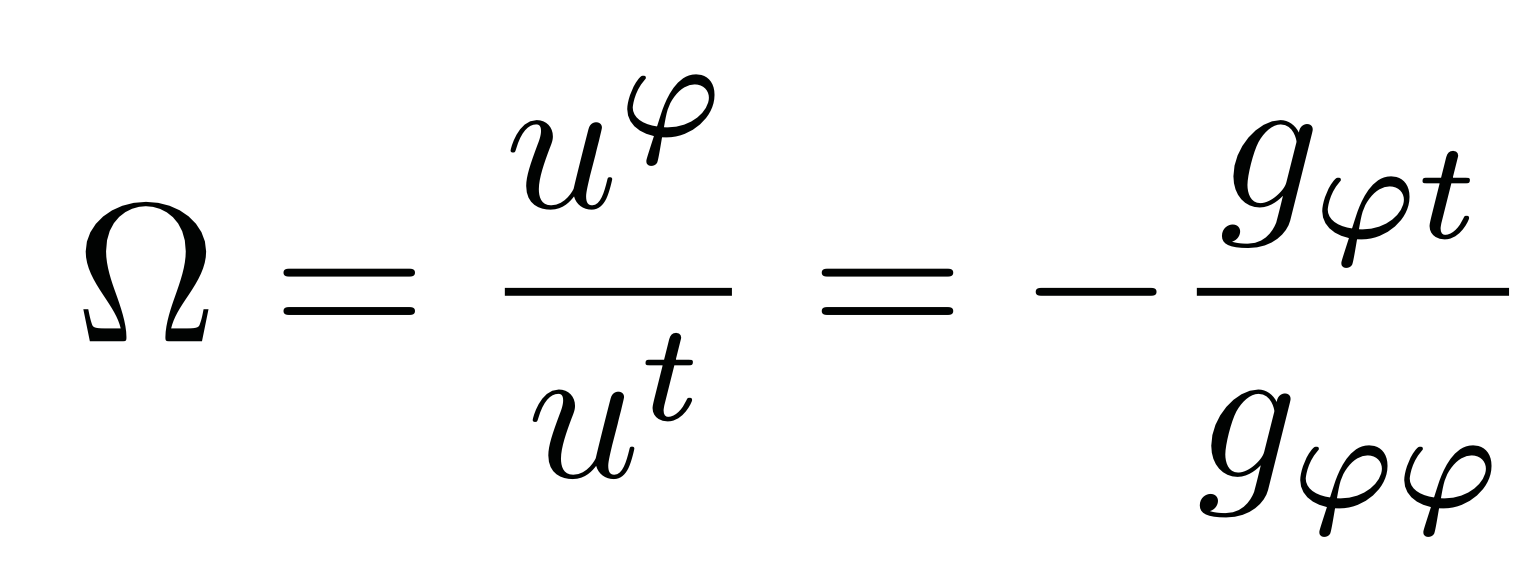 Ω = u^φ / u^t = − g_φt / g_φφ